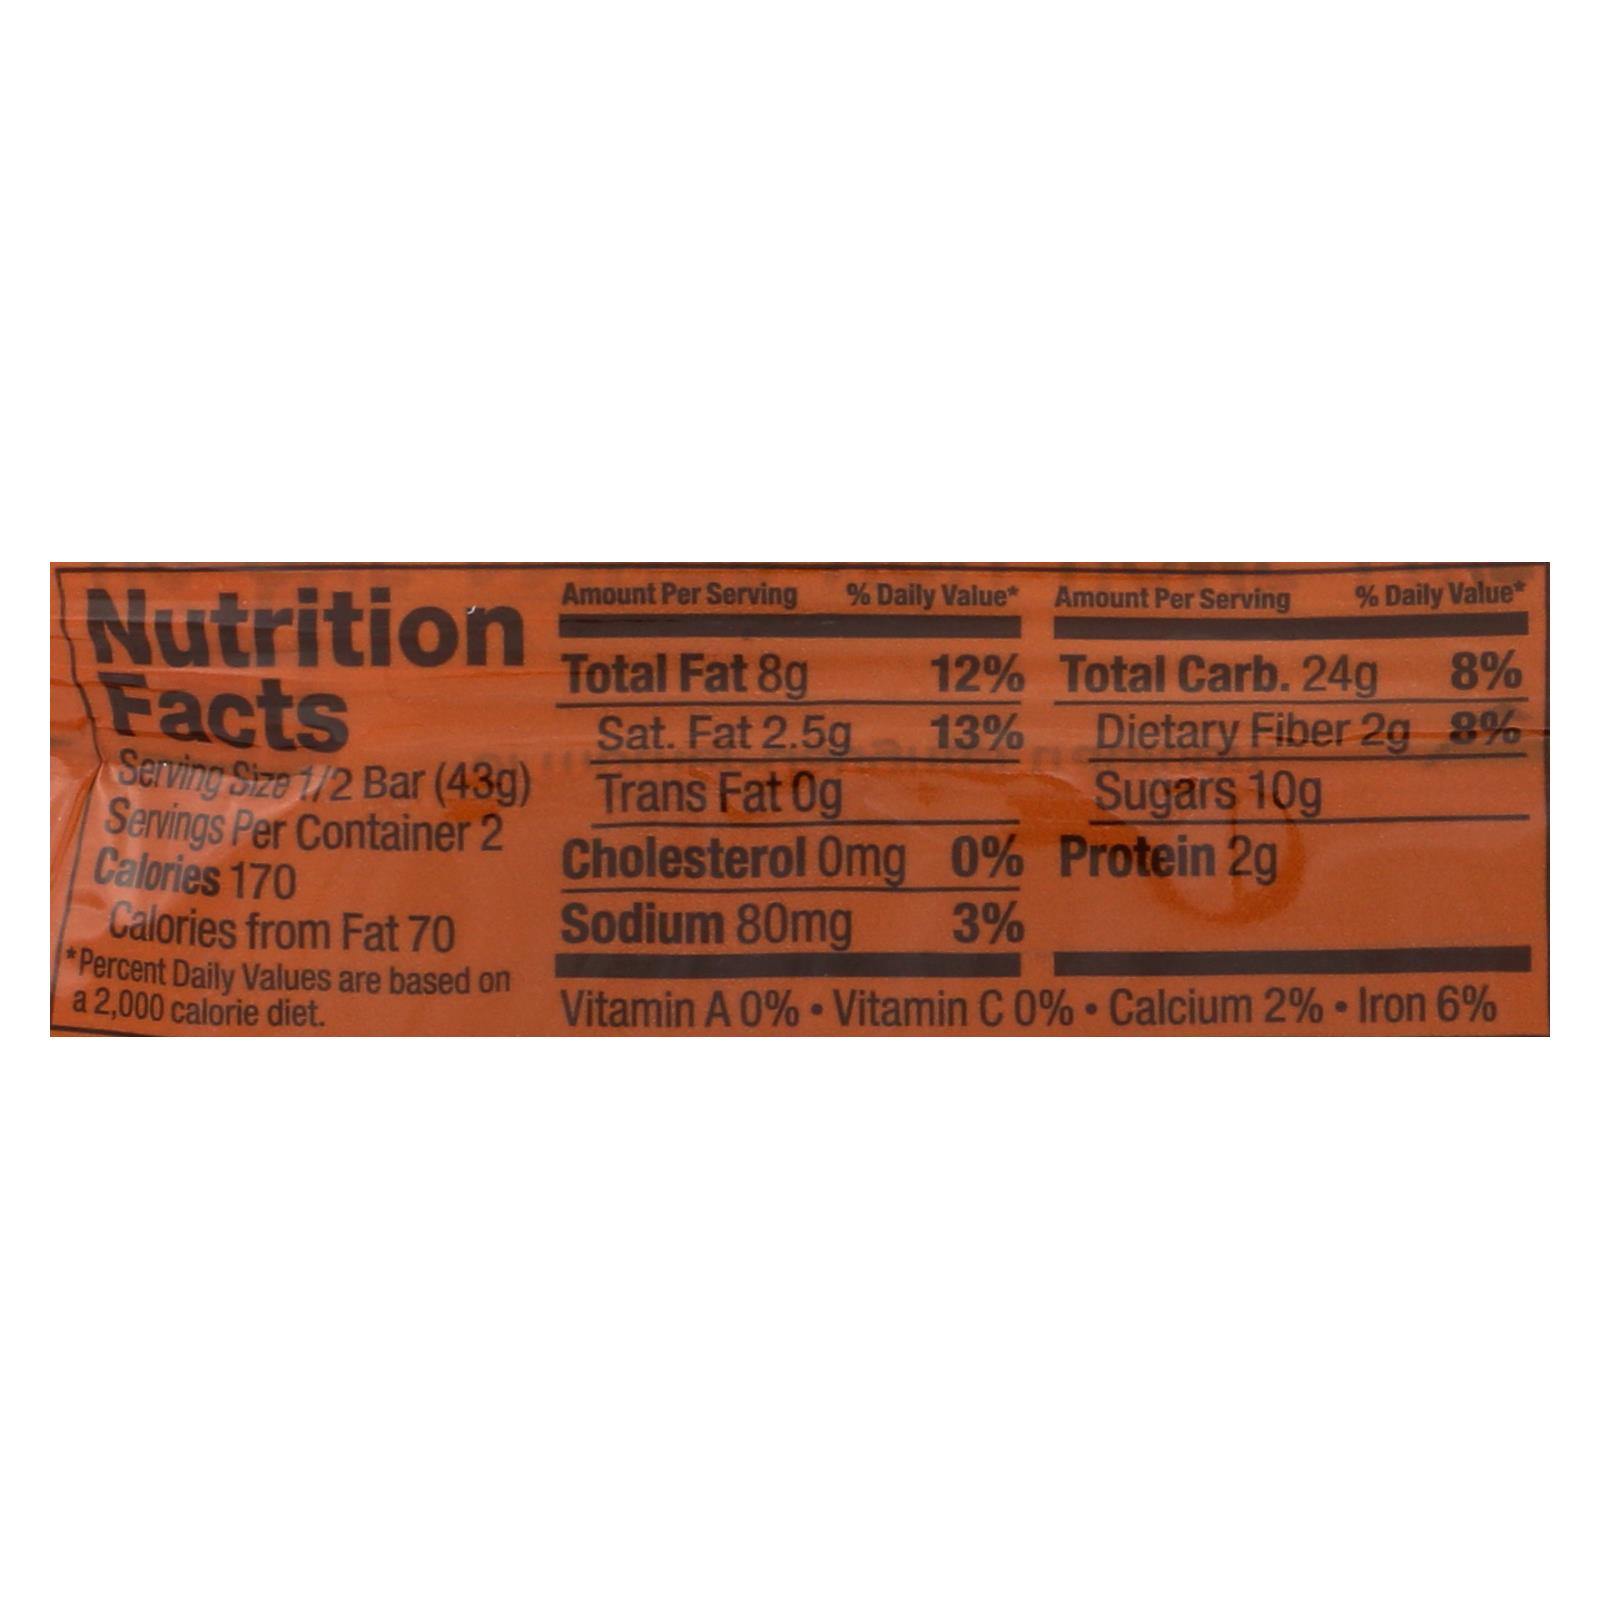 Nutrition
Facts
Serving Size 1/2 Bar (43g)
Servings Per Container 2
Calories 170
Calories from Fat 70
*Percent Daily Values are based on
a 2,000 calorie diet.
Amount Per Serving % Daily Value*
Total Fat 8g 12%
Sat. Fat 2.5g 13%
Trans Fat 0g
Cholesterol 0mg 0%
Sodium 80mg 3%
Amount Per Serving % Daily Value*
Total Carb. 24g 8%
Dietary Fiber 2g 8%
Sugars 10g
Protein 2g
Vitamin A 0% • Vitamin C 0% • Calcium 2% • Iron 6%